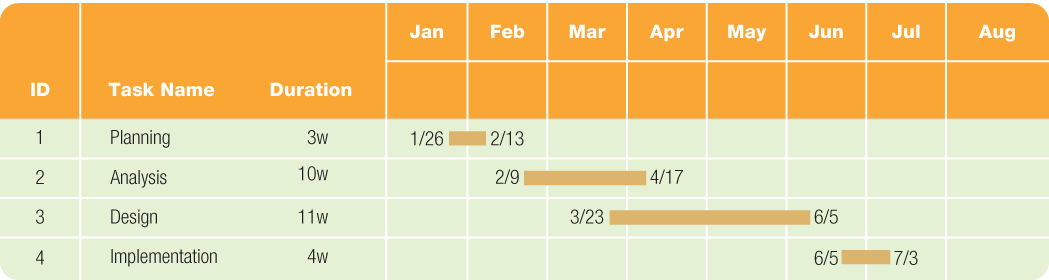 Jan Feb Mar Apr May Jun Jul Aug
ID Task Name Duration
1 Planning 3w 1/26 2/13
2 Analysis 10w 2/9 4/17
3 Design 11w 3/23 6/5
4 Implementation 4w 6/5 7/3